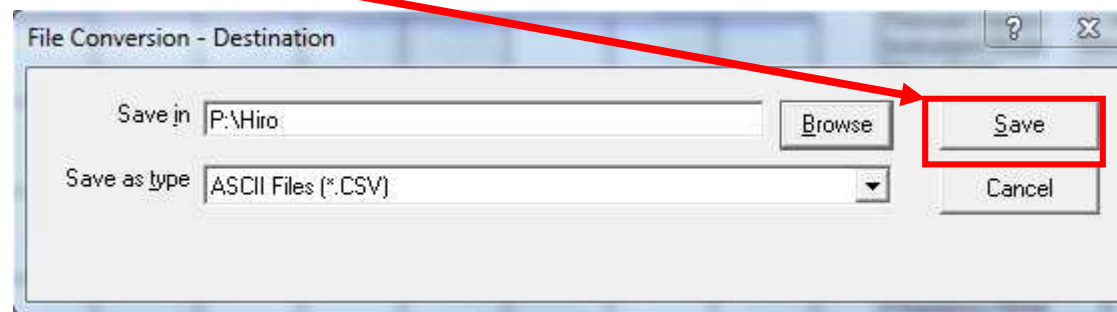 File Conversion - Destination
Save in P:\Hiro Browse Save
Save as type ASCII Files (*.CSV) Cancel